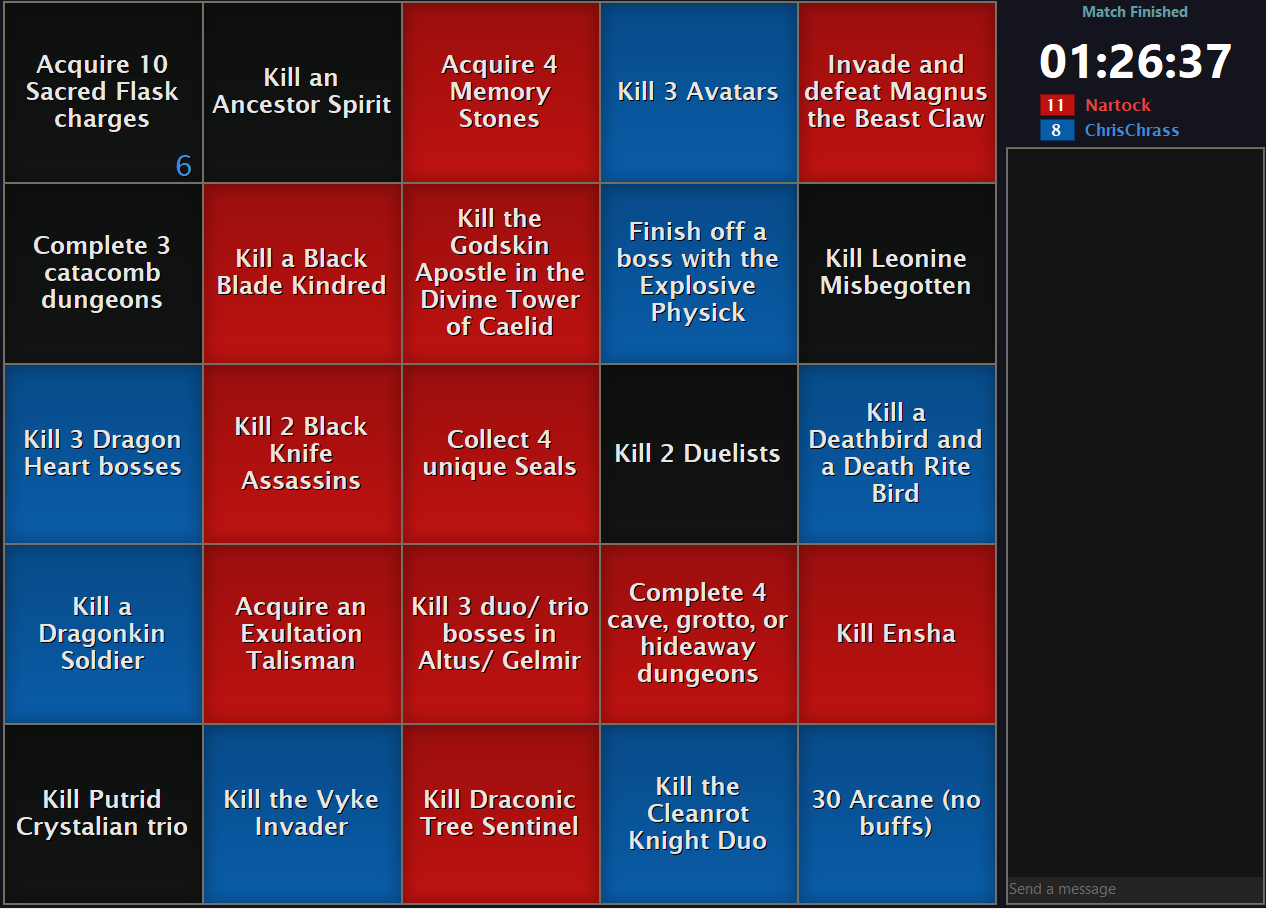 Acquire 10
Sacred Flask
charges
6
Kill an
Ancestor Spirit
Acquire 4
Memory
Stones
Kill 3 Avatars
Invade and
defeat Magnus
the Beast Claw
Complete 3
catacomb
dungeons
Kill a Black
Blade Kindred
Kill the
Godskin
Apostle in the
Divine Tower
of Caelid
Finish off a
boss with the
Explosive
Physick
Kill Leonine
Misbegotten
Kill 3 Dragon
Heart bosses
Kill 2 Black
Knife
Assassins
Collect 4
unique Seals
Kill 2 Duelists
Kill a
Deathbird and
a Death Rite
Bird
Kill a
Dragonkin
Soldier
Acquire an
Exultation
Talisman
Kill 3 duo/ trio
bosses in
Altus/ Gelmir
Complete 4
cave, grotto, or
hideaway
dungeons
Kill Ensha
Kill Putrid
Crystalian trio
Kill the Vyke
Invader
Kill Draconic
Tree Sentinel
Kill the
Cleanrot
Knight Duo
30 Arcane (no
buffs)
Match Finished
01:26:37
11 Nartock
8 ChrisChrass
Send a message